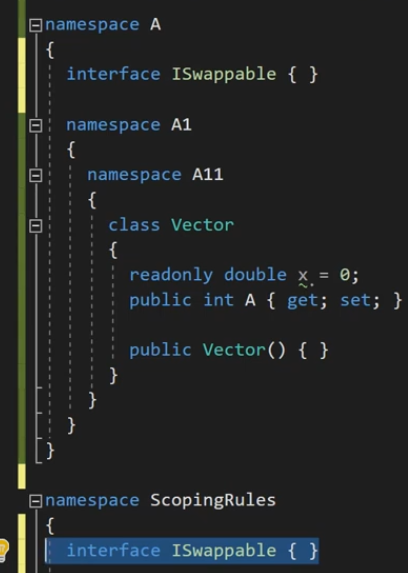 namespace A
{
interface ISwappable { }
namespace A1
{
namespace A11
{
class Vector
{
readonly double x = 0;
public int A { get; set; }
public Vector() { }
}
}
}
}
namespace ScopingRules
{
interface ISwappable { }